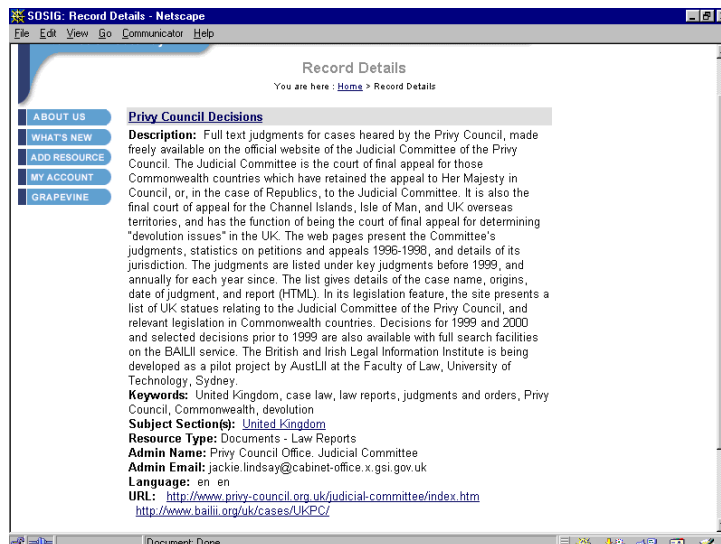 SOSIG: Record Details - Netscape
File Edit View Go Communicator Help
Record Details
You are here : Home > Record Details
ABOUT US
WHAT'S NEW
ADD RESOURCE
MY ACCOUNT
GRAPEVINE
Privy Council Decisions
Description: Full text judgments for cases heared by the Privy Council, made
freely available on the official website of the Judicial Committee of the Privy
Council. The Judicial Committee is the court of final appeal for those
Commonwealth countries which have retained the appeal to Her Majesty in
Council, or, in the case of Republics, to the Judicial Committee. It is also the
final court of appeal for the Channel Islands, Isle of Man, and UK overseas
territories, and has the function of being the court of final appeal for determining
"devolution issues" in the UK. The web pages present the Committee's
judgments, statistics on petitions and appeals 1996-1998, and details of its
jurisdiction. The judgments are listed under key judgments before 1999, and
annually for each year since. The list gives details of the case name, origins,
date of judgment, and report (HTML). In its legislation feature, the site presents a
list of UK statues relating to the Judicial Committee of the Privy Council, and
relevant legislation in Commonwealth countries. Decisions for 1999 and 2000
and selected decisions prior to 1999 are also available with full search facilities
on the BAILII service. The British and Irish Legal Information Institute is being
developed as a pilot project by AustLII at the Faculty of Law, University of
Technology, Sydney.
Keywords: United Kingdom, case law, law reports, judgments and orders, Privy
Council, Commonwealth, devolution
Subject Section(s): United Kingdom
Resource Type: Documents - Law Reports
Admin Name: Privy Council Office. Judicial Committee
Admin Email: jackie.lindsay@cabinet-office.x.gsi.gov.uk
Language: en en
URL: http://www.privy-council.org.uk/judicial-committee/index.htm
http://www.bailii.org/uk/cases/UKPC/
Document: Done